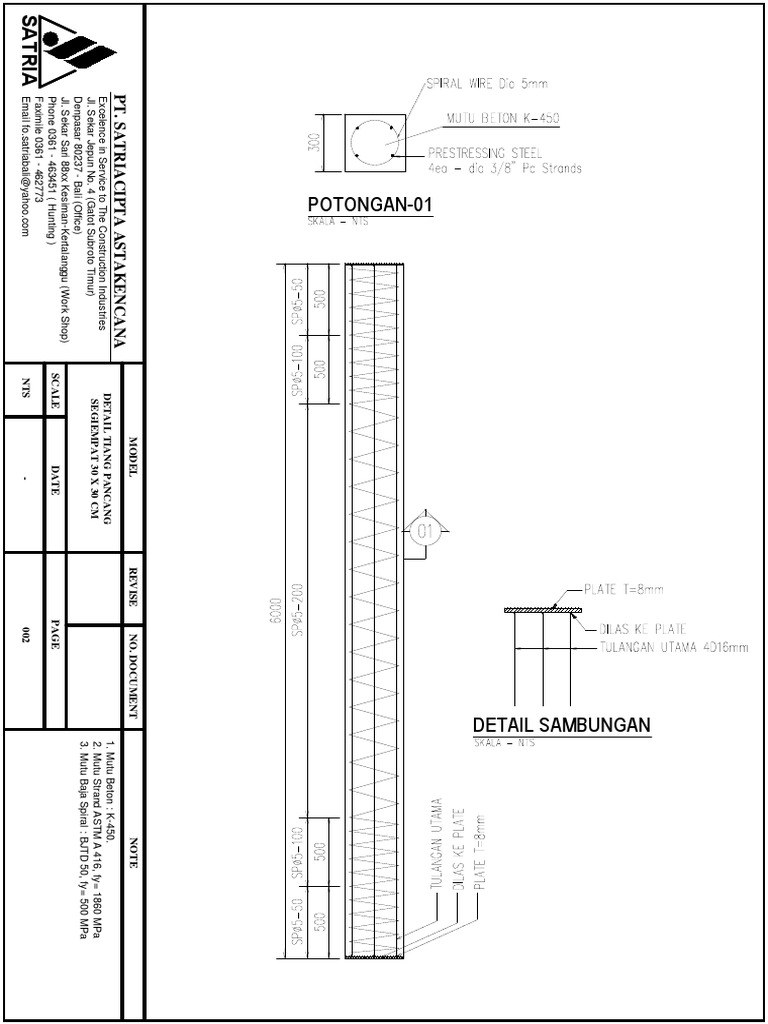 SPIRAL WIRE Dia 5mm
MUTU BETON K-450
PRESTRESSING STEEL
4ea - dia 3/8" Pc Strands
300
POTONGAN-01
SKALA - NTS
SPø5-50
500
SPø5-100
500
SPø5-200
6000
01
SPø5-100
500
SPø5-50
500
TULANGAN UTAMA
DILAS KE PLATE
PLATE T=8mm
PLATE T=8mm
DILAS KE PLATE
TULANGAN UTAMA 4D16mm
DETAIL SAMBUNGAN
SKALA - NTS
SATRIA
PT. SATRIACIPTA ASTAKENCANA
Excelence in Service to The Construction Industries
Jl. Sekar Jepun No. 4 (Gatot Subroto Timur)
Denpasar 80237 - Bali (Office)
Jl. Sekar Sari 88xx Kesiman-Kertalanggu (Work Shop)
Phone 0361 - 463451 ( Hunting )
Faximile 0361 - 462773
Email to.satriabali@yahoo.com
MODEL
DETAIL TIANG PANCANG
SEGIEMPAT 30 X 30 CM
SCALE
NTS
DATE
-
REVISE
NO. DOCUMENT
PAGE
002
NOTE
1. Mutu Beton : K-450.
2. Mutu Strand ASTM A 416, fy= 1860 MPa
3. Mutu Baja Spiral : BJTD 50, fy= 500 MPa